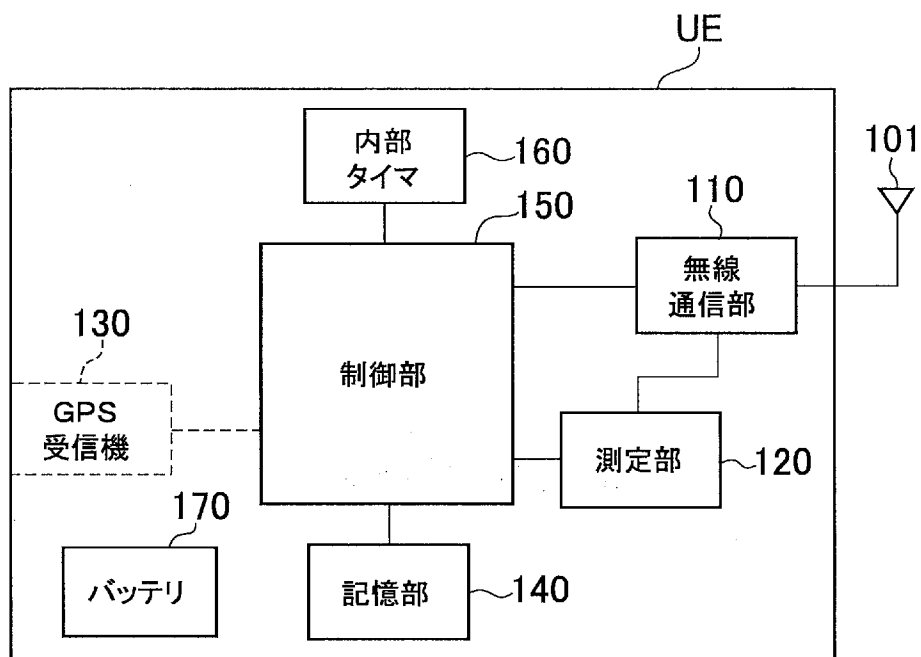 UE
101
内部
タイマ
160
150
110
無線
通信部
130
GPS
受信機
制御部
測定部
120
170
バッテリ
記憶部
140